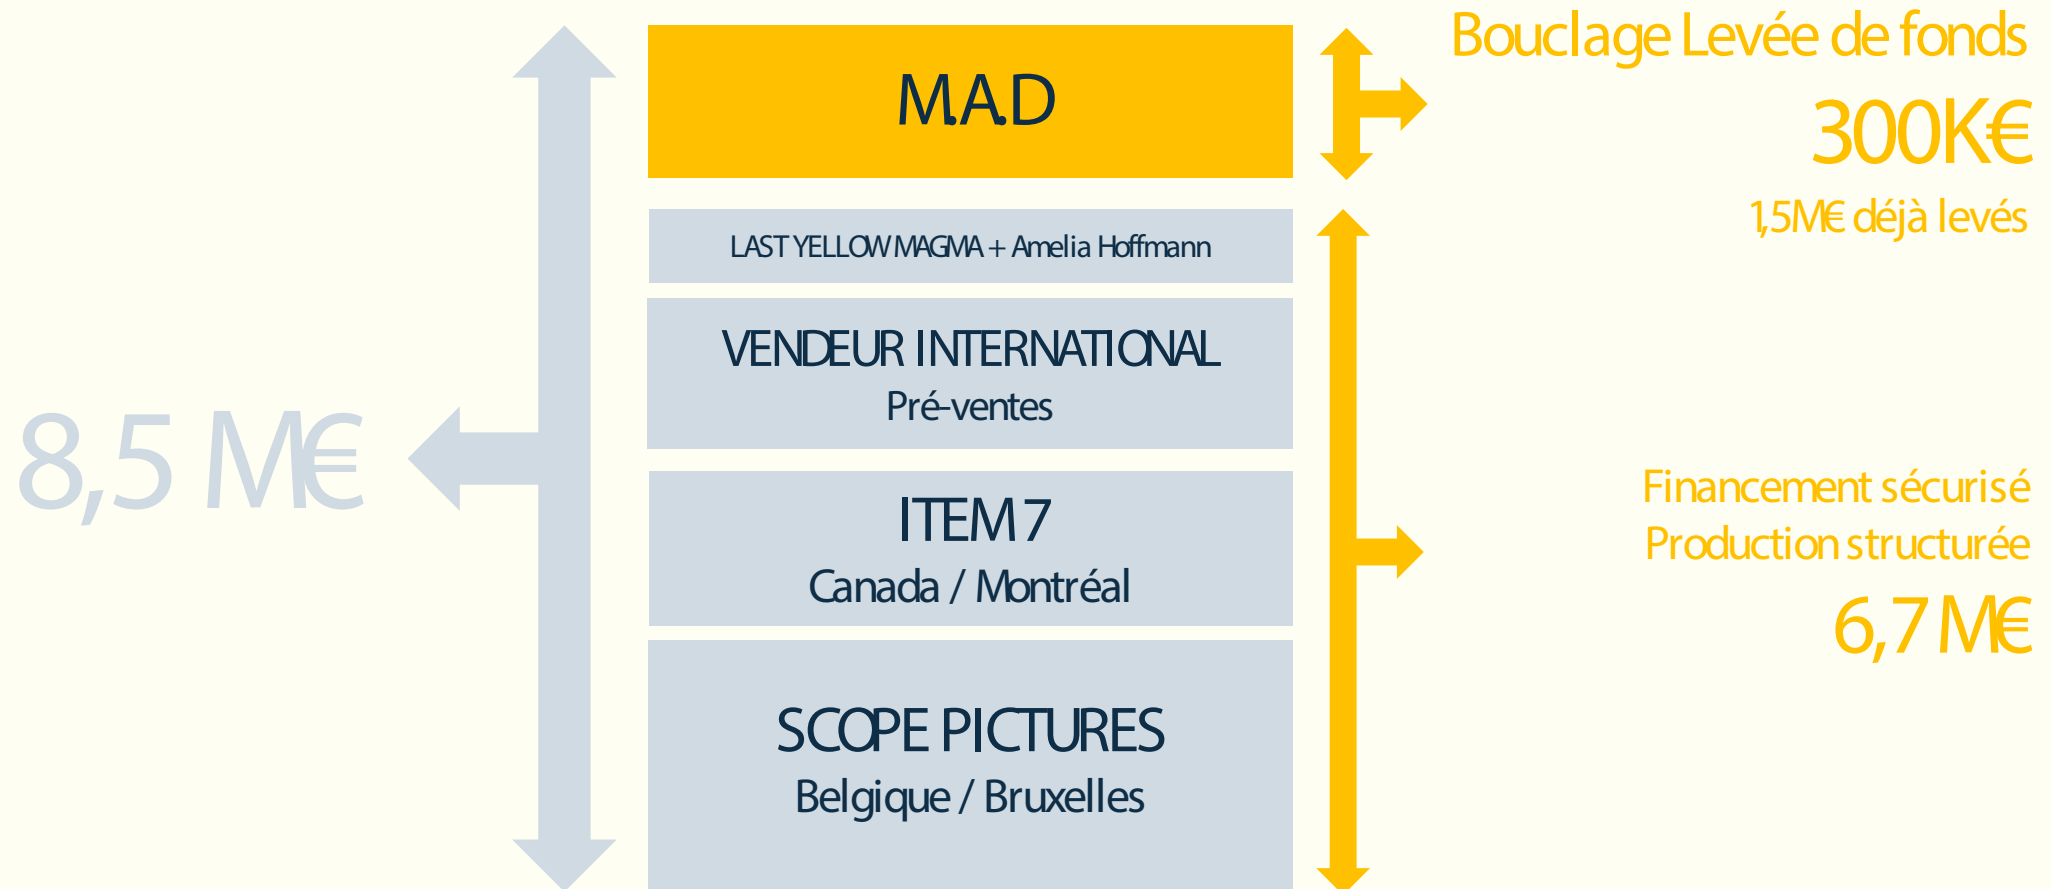 Bouclage Levée de fonds
300K€
1,5M€ déjà levés
M.A.D
LAST YELLOW MAGMA + Amelia Hoffmann
VENDEUR INTERNATIONAL
Pré-ventes
8,5 M€
ITEM 7
Canada / Montréal
Financement sécurisé
Production structurée
6,7 M€
SCOPE PICTURES
Belgique / Bruxelles